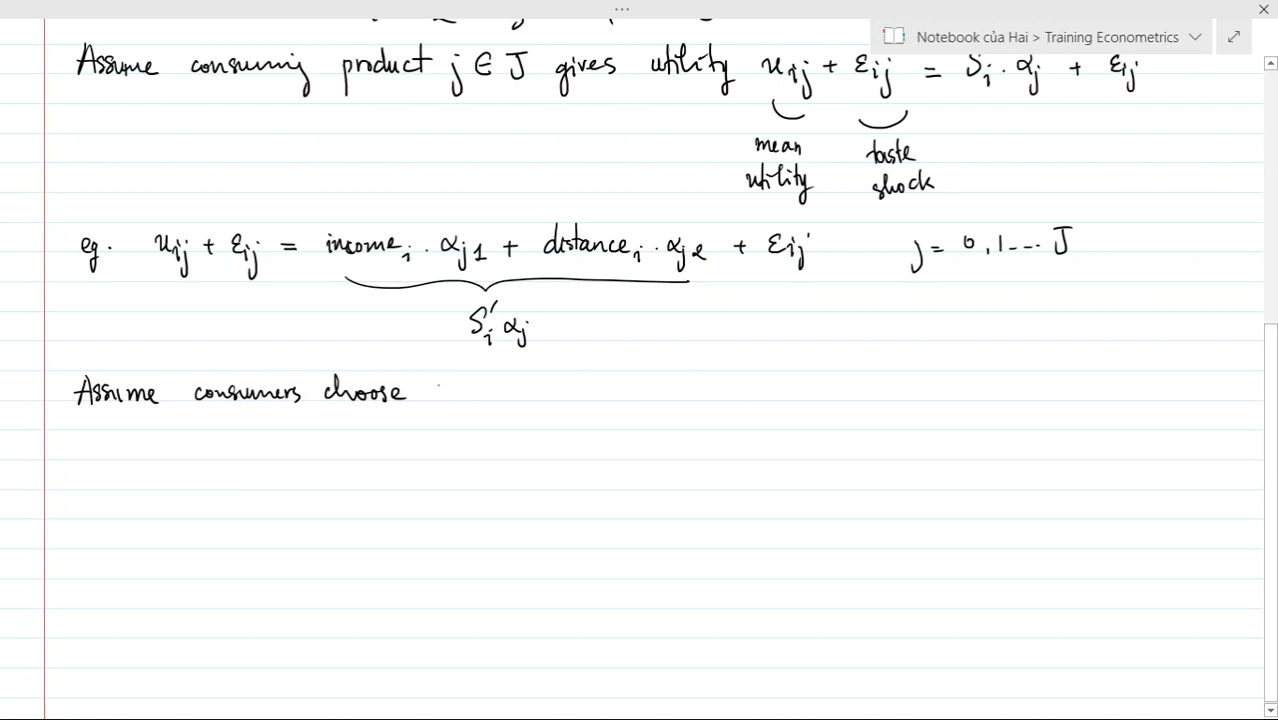 Notebook của Hai > Training Econometrics
Assume consuming product j ∈ J gives utility u_ij + ε_ij = S_i · α_j + ε_ij
mean utility
taste shock
eg. u_ij + ε_ij = income_i · α_j1 + distance_i · α_j2 + ε_ij j = 0, 1 --- J
S_i' α_j
Assume consumers choose